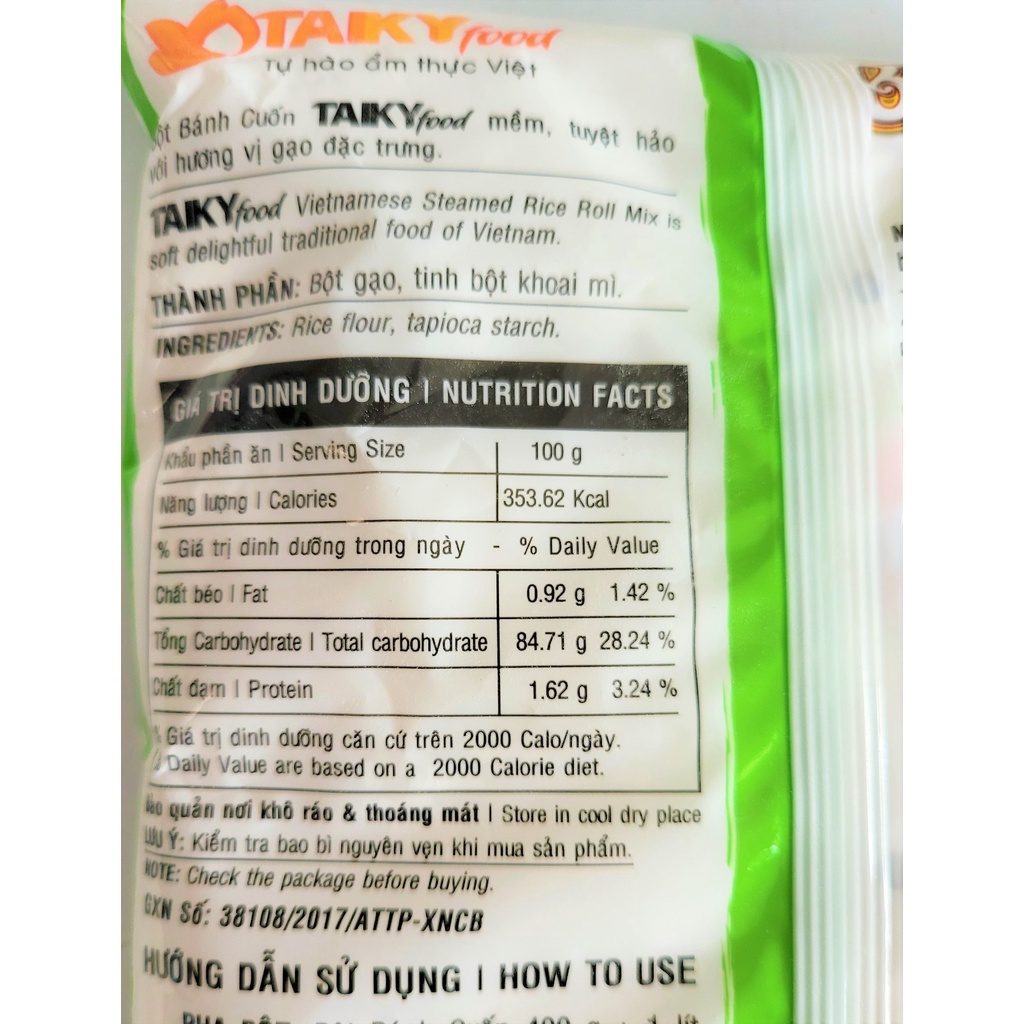 TAIKY food
Tự hào ẩm thực Việt
Bánh Cuốn TAIKY food mềm, tuyệt hảo
với hương vị gạo đặc trưng.
TAIKY food Vietnamese Steamed Rice Roll Mix is
soft delightful traditional food of Vietnam.
THÀNH PHẦN: Bột gạo, tinh bột khoai mì.
INGREDIENTS: Rice flour, tapioca starch.
GIÁ TRỊ DINH DƯỠNG | NUTRITION FACTS
Khẩu phần ăn | Serving Size 100 g
Năng lượng | Calories 353.62 Kcal
% Giá trị dinh dưỡng trong ngày - % Daily Value
Chất béo | Fat 0.92 g 1.42 %
Tổng Carbohydrate | Total carbohydrate 84.71 g 28.24 %
Chất đạm | Protein 1.62 g 3.24 %
% Giá trị dinh dưỡng căn cứ trên 2000 Calo/ngày.
% Daily Value are based on a 2000 Calorie diet.
Bảo quản nơi khô ráo & thoáng mát | Store in cool dry place
LƯU Ý: Kiểm tra bao bì nguyên vẹn khi mua sản phẩm.
NOTE: Check the package before buying.
GXN Số: 38108/2017/ATTP-XNCB
HƯỚNG DẪN SỬ DỤNG | HOW TO USE